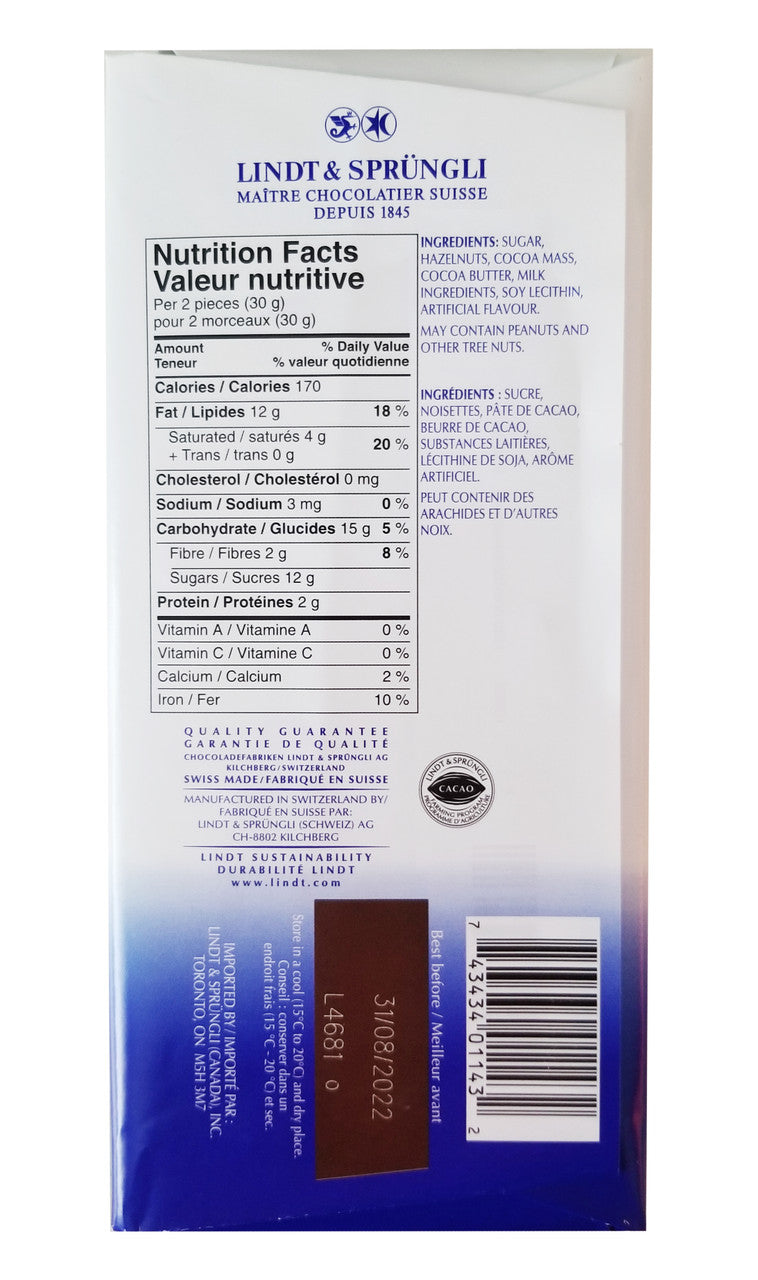 LINDT & SPRÜNGLI
MAÎTRE CHOCOLATIER SUISSE
DEPUIS 1845
Nutrition Facts
Valeur nutritive
Per 2 pieces (30 g)
pour 2 morceaux (30 g)
Amount % Daily Value
Teneur % valeur quotidienne
Calories / Calories 170
Fat / Lipides 12 g 18 %
Saturated / saturés 4 g
+ Trans / trans 0 g 20 %
Cholesterol / Cholestérol 0 mg
Sodium / Sodium 3 mg 0 %
Carbohydrate / Glucides 15 g 5 %
Fibre / Fibres 2 g 8 %
Sugars / Sucres 12 g
Protein / Protéines 2 g
Vitamin A / Vitamine A 0 %
Vitamin C / Vitamine C 0 %
Calcium / Calcium 2 %
Iron / Fer 10 %
INGREDIENTS: SUGAR,
HAZELNUTS, COCOA MASS,
COCOA BUTTER, MILK
INGREDIENTS, SOY LECITHIN,
ARTIFICIAL FLAVOUR.
MAY CONTAIN PEANUTS AND
OTHER TREE NUTS.
INGRÉDIENTS : SUCRE,
NOISETTES, PÂTE DE CACAO,
BEURRE DE CACAO,
SUBSTANCES LAITIÈRES,
LÉCITHINE DE SOJA, ARÔME
ARTIFICIEL.
PEUT CONTENIR DES
ARACHIDES ET D'AUTRES
NOIX.
QUALITY GUARANTEE
GARANTIE DE QUALITÉ
CHOCOLADEFABRIKEN LINDT & SPRÜNGLI AG
KILCHBERG/SWITZERLAND
SWISS MADE/FABRIQUÉ EN SUISSE
MANUFACTURED IN SWITZERLAND BY/
FABRIQUÉ EN SUISSE PAR:
LINDT & SPRÜNGLI (SCHWEIZ) AG
CH-8802 KILCHBERG
LINDT SUSTAINABILITY
DURABILITÉ LINDT
www.lindt.com
LINDT & SPRÜNGLI
CACAO
FARMING PROGRAM
PROGRAMME D'AGRICULTURE
7 43434 01143 2
Best before / Meilleur avant
31/08/2022
L4681 o
Store in a cool (15°C to 20°C) and dry place.
Conseil : conserver dans un
endroit frais (15 °C - 20 °C) et sec.
IMPORTED BY/IMPORTÉ PAR :
LINDT & SPRÜNGLI (CANADA), INC.
TORONTO, ON M5H 3M7